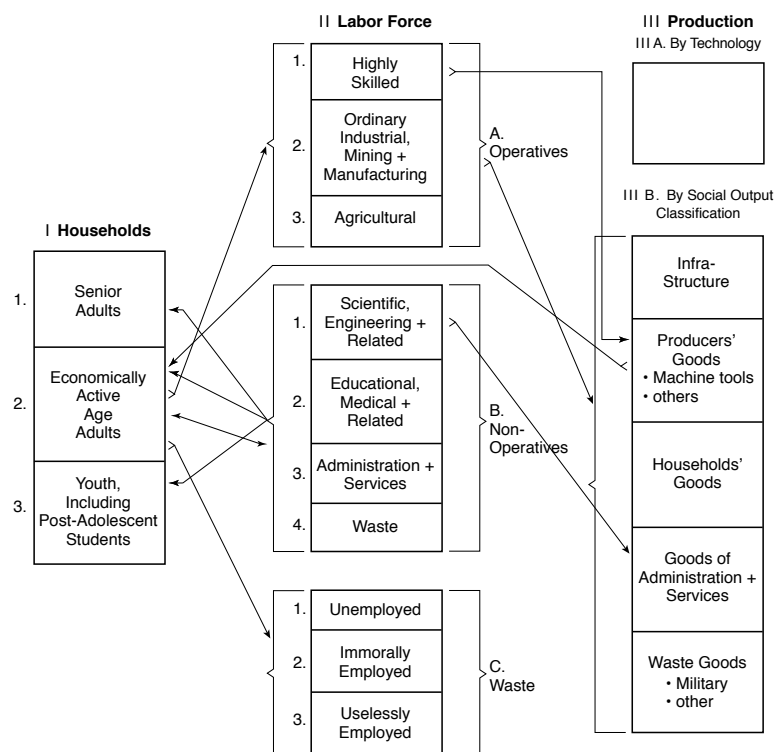 I Households
1.
Senior
Adults
2.
Economically
Active
Age
Adults
3.
Youth,
Including
Post-Adolescent
Students
II Labor Force
1.
Highly
Skilled
2.
Ordinary
Industrial,
Mining +
Manufacturing
3.
Agricultural
A.
Operatives
1.
Scientific,
Engineering +
Related
2.
Educational,
Medical +
Related
3.
Administration +
Services
4.
Waste
B.
Non-
Operatives
1.
Unemployed
2.
Immorally
Employed
3.
Uselessly
Employed
C.
Waste
III Production
III A. By Technology
III B. By Social Output
Classification
Infra-
Structure
Producers’
Goods
• Machine tools
• others
Households’
Goods
Goods of
Administration +
Services
Waste Goods
• Military
• other